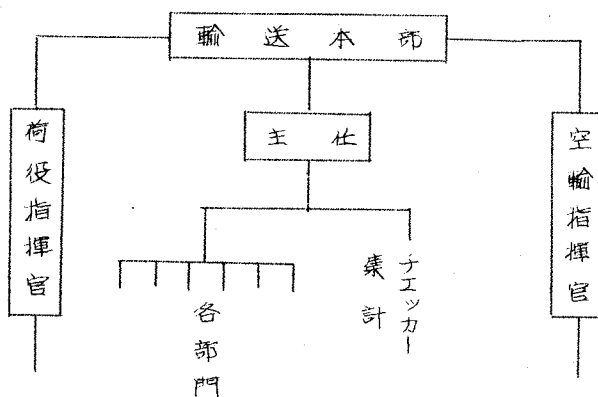 輸送本部
荷役指揮官
主任
空輸指揮官
チエッカー
集計
各部門